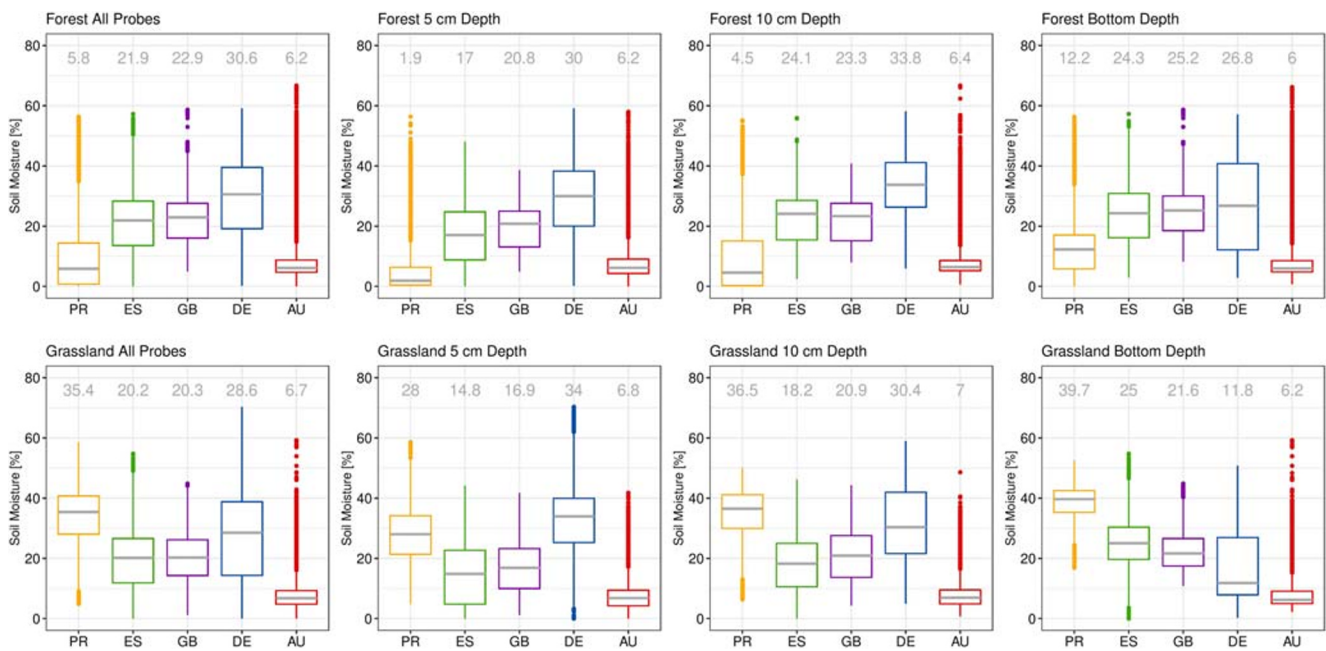 Forest All Probes
Soil Moisture [%]
80
60
40
20
0
5.8 21.9 22.9 30.6 6.2
PR ES GB DE AU
Forest 5 cm Depth
Soil Moisture [%]
80
60
40
20
0
1.9 17 20.8 30 6.2
PR ES GB DE AU
Forest 10 cm Depth
Soil Moisture [%]
80
60
40
20
0
4.5 24.1 23.3 33.8 6.4
PR ES GB DE AU
Forest Bottom Depth
Soil Moisture [%]
80
60
40
20
0
12.2 24.3 25.2 26.8 6
PR ES GB DE AU
Grassland All Probes
Soil Moisture [%]
80
60
40
20
0
35.4 20.2 20.3 28.6 6.7
PR ES GB DE AU
Grassland 5 cm Depth
Soil Moisture [%]
80
60
40
20
0
28 14.8 16.9 34 6.8
PR ES GB DE AU
Grassland 10 cm Depth
Soil Moisture [%]
80
60
40
20
0
36.5 18.2 20.9 30.4 7
PR ES GB DE AU
Grassland Bottom Depth
Soil Moisture [%]
80
60
40
20
0
39.7 25 21.6 11.8 6.2
PR ES GB DE AU